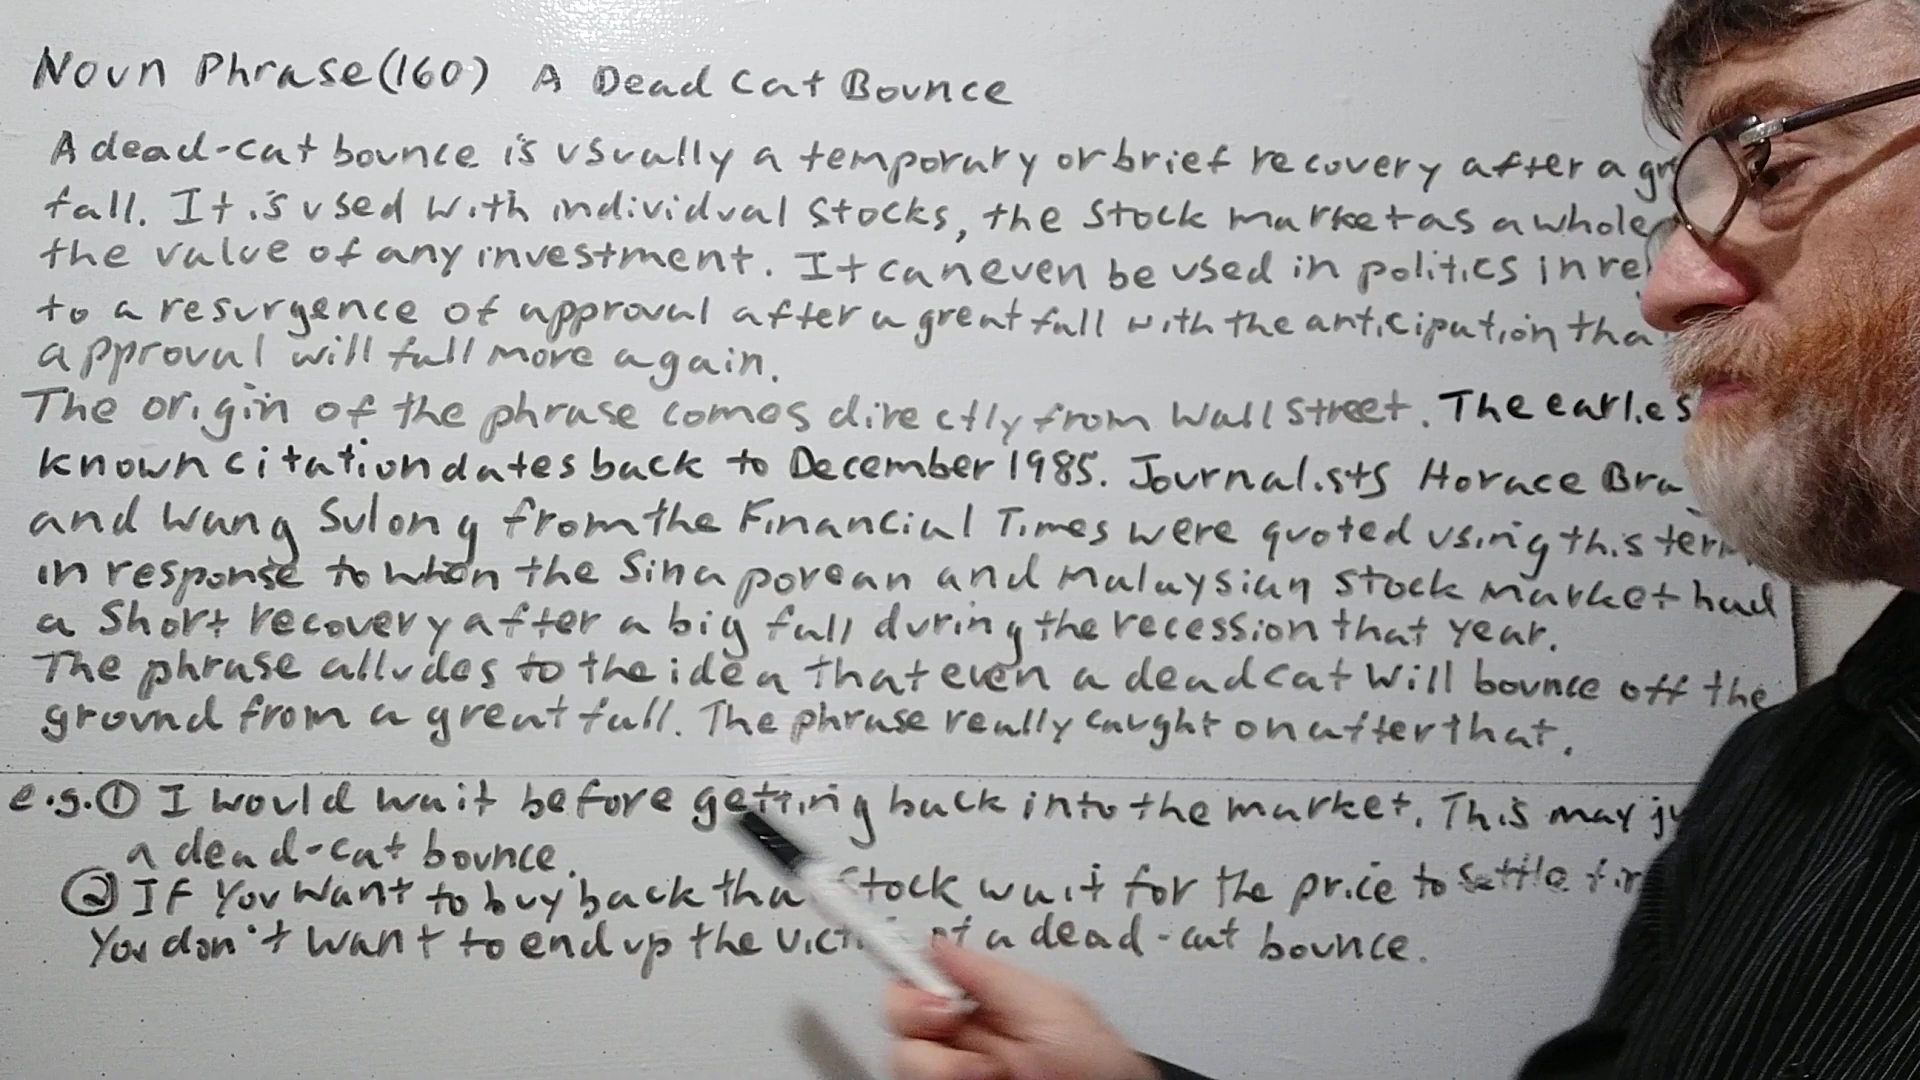 Noun Phrase (160) A Dead Cat Bounce
A dead-cat bounce is usually a temporary or brief recovery after a
fall. It is used with individual stocks, the stock market as a whole
the value of any investment. It can even be used in politics in
to a resurgence of approval after a great fall with the anticipation
approval will fall more again.
The origin of the phrase comes directly from Wall Street. The
known citation dates back to December 1985. Journalists Horace
and Wang Sulong from the Financial Times were quoted using this
in response to when the Sinaporean and Malaysian stock market had
a short recovery after a big fall during the recession that year.
The phrase alludes to the idea that even a dead cat will bounce off the
ground from a great fall. The phrase really caught on after that.
e.g. ① I would wait before getting back into the market. This may
a dead-cat bounce.
② If you want to buy back stock wait for the price to settle
You don't want to end up the of a dead-cat bounce.